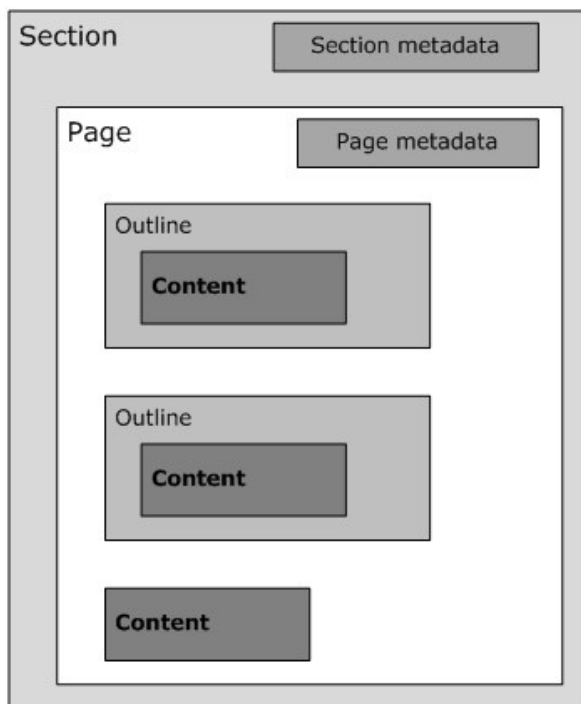 Section
Section metadata
Page
Page metadata
Outline
Content
Outline
Content
Content